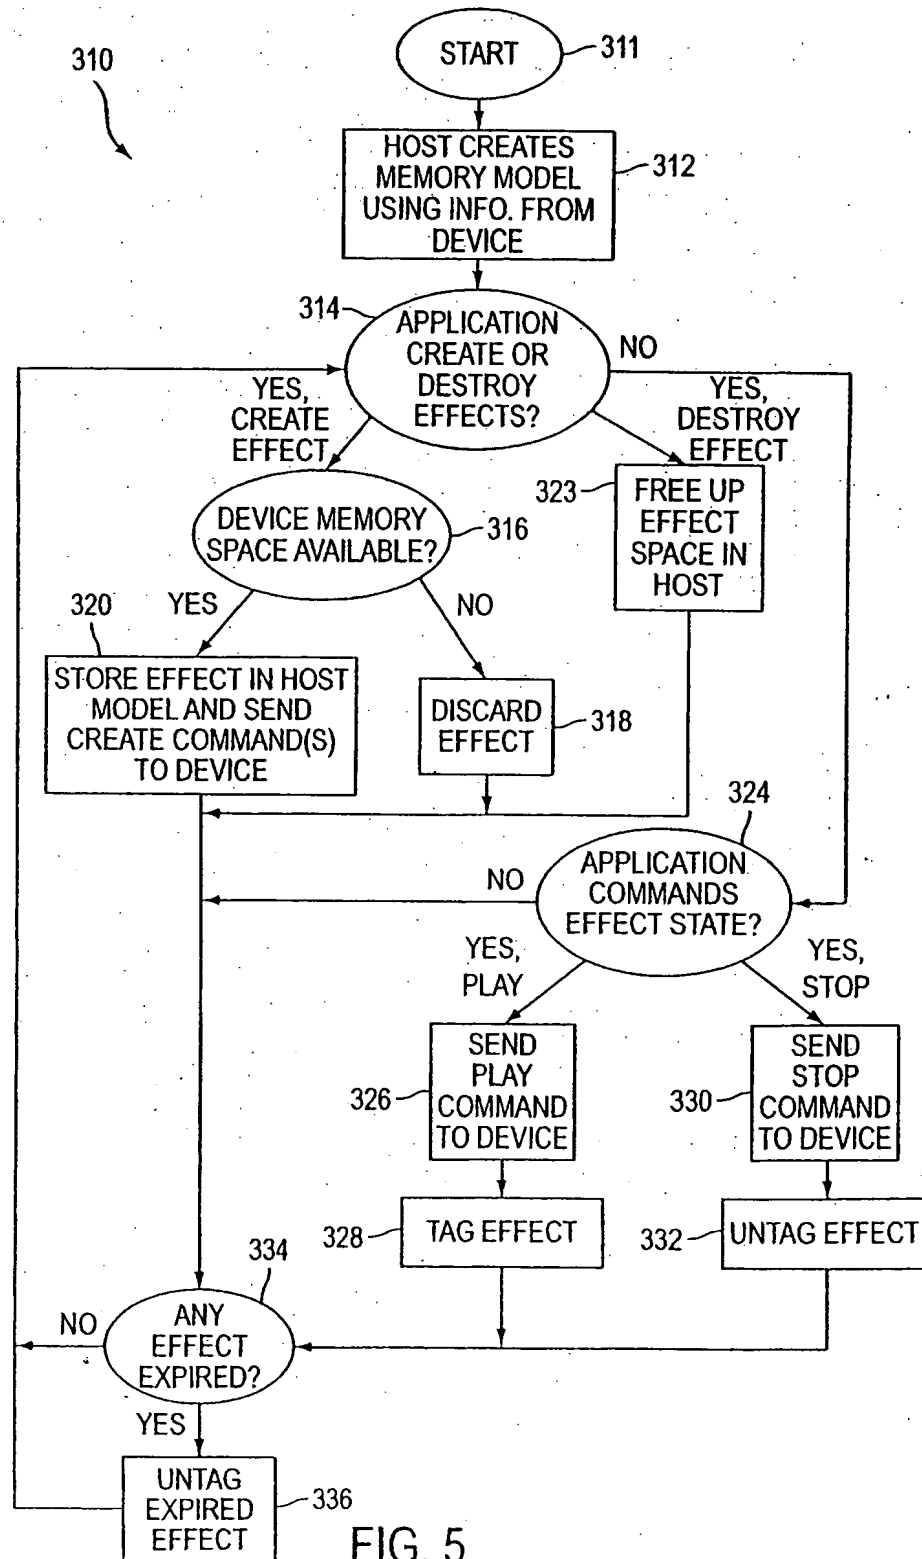 START
311
310
HOST CREATES
MEMORY MODEL
USING INFO. FROM
DEVICE
312
314
APPLICATION
CREATE OR
DESTROY
EFFECTS?
NO
YES,
CREATE
EFFECT
YES,
DESTROY
EFFECT
DEVICE MEMORY
SPACE AVAILABLE?
316
323
FREE UP
EFFECT
SPACE IN
HOST
YES
NO
320
STORE EFFECT IN HOST
MODEL AND SEND
CREATE COMMAND(S)
TO DEVICE
DISCARD
EFFECT
318
324
APPLICATION
COMMANDS
EFFECT STATE?
NO
YES,
PLAY
YES,
STOP
SEND
PLAY
COMMAND
TO DEVICE
326
SEND
STOP
COMMAND
TO DEVICE
330
TAG EFFECT
328
UNTAG EFFECT
332
334
ANY
EFFECT
EXPIRED?
NO
YES
UNTAG
EXPIRED
EFFECT
336
FIG. 5